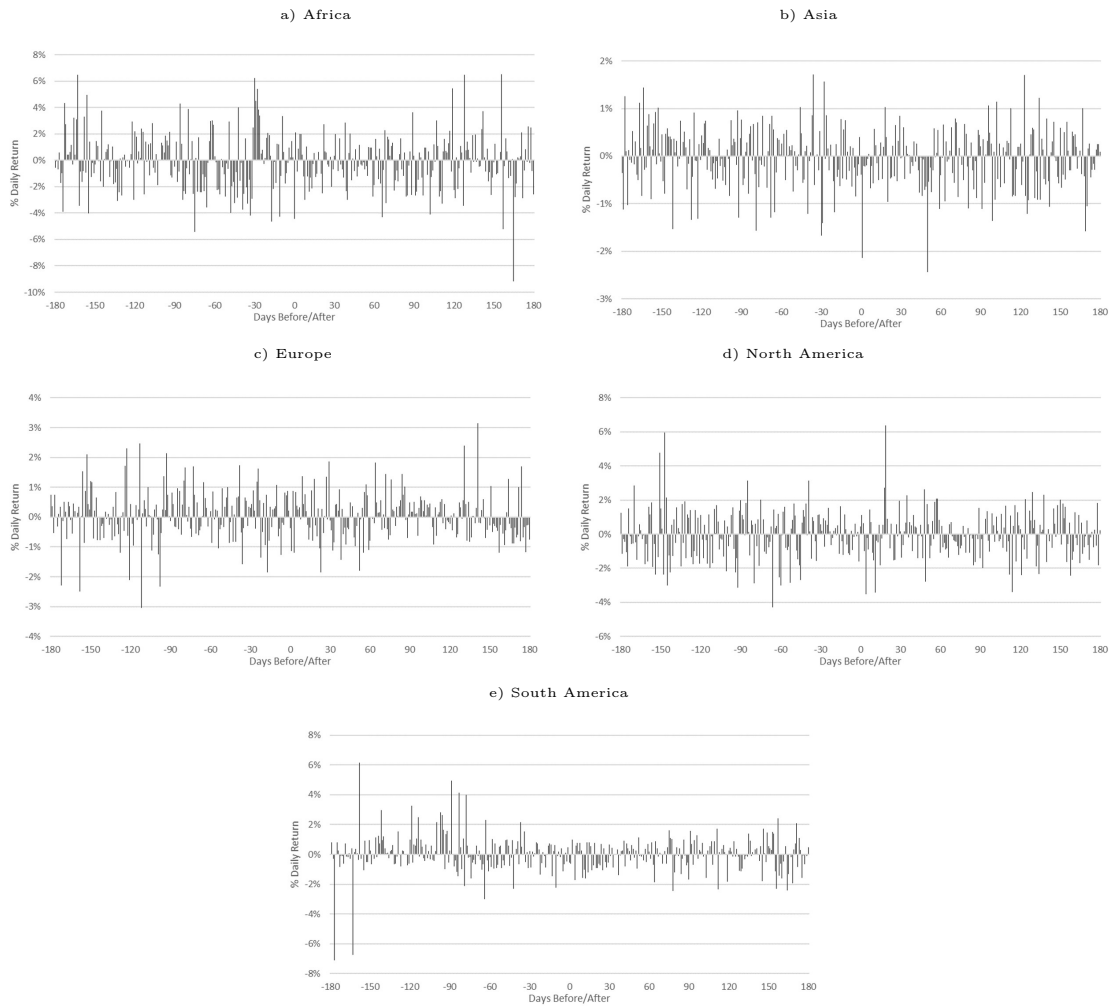 a) Africa
% Daily Return
8%
6%
4%
2%
0%
-2%
-4%
-6%
-8%
-10%
-180 -150 -120 -90 -60 -30 0 30 60 90 120 150 180
Days Before/After
b) Asia
% Daily Return
2%
1%
0%
-1%
-2%
-3%
-180 -150 -120 -90 -60 -30 0 30 60 90 120 150 180
Days Before/After
c) Europe
% Daily Return
4%
3%
2%
1%
0%
-1%
-2%
-3%
-4%
-180 -150 -120 -90 -60 -30 0 30 60 90 120 150 180
Days Before/After
d) North America
% Daily Return
8%
6%
4%
2%
0%
-2%
-4%
-6%
-180 -150 -120 -90 -60 -30 0 30 60 90 120 150 180
Days Before/After
e) South America
% Daily Return
8%
6%
4%
2%
0%
-2%
-4%
-6%
-8%
-180 -150 -120 -90 -60 -30 0 30 60 90 120 150 180
Days Before/After